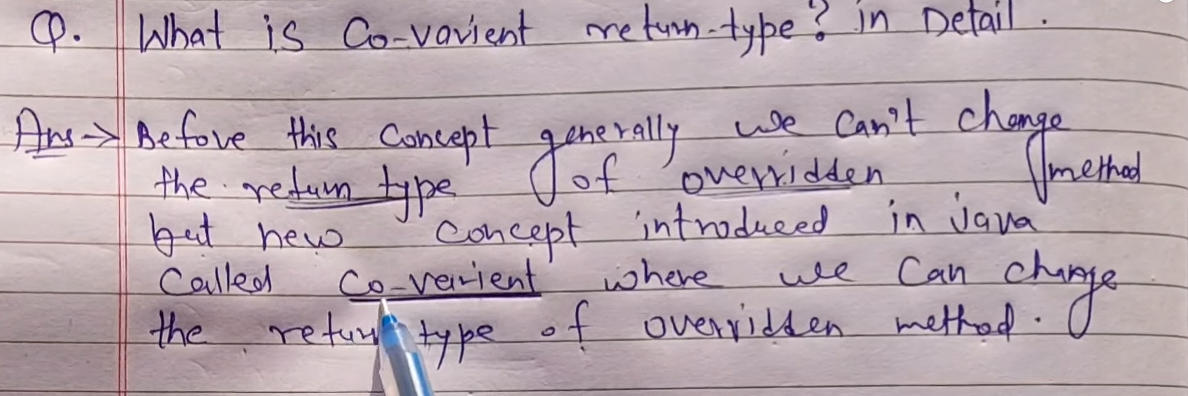 Q. What is Co-varient return-type? in Detail.
Ans → Before this Concept generally we Can't change
the return type of overridden method
but new concept introduced in java
Called Co-verient where we Can change
the return type of overridden method.